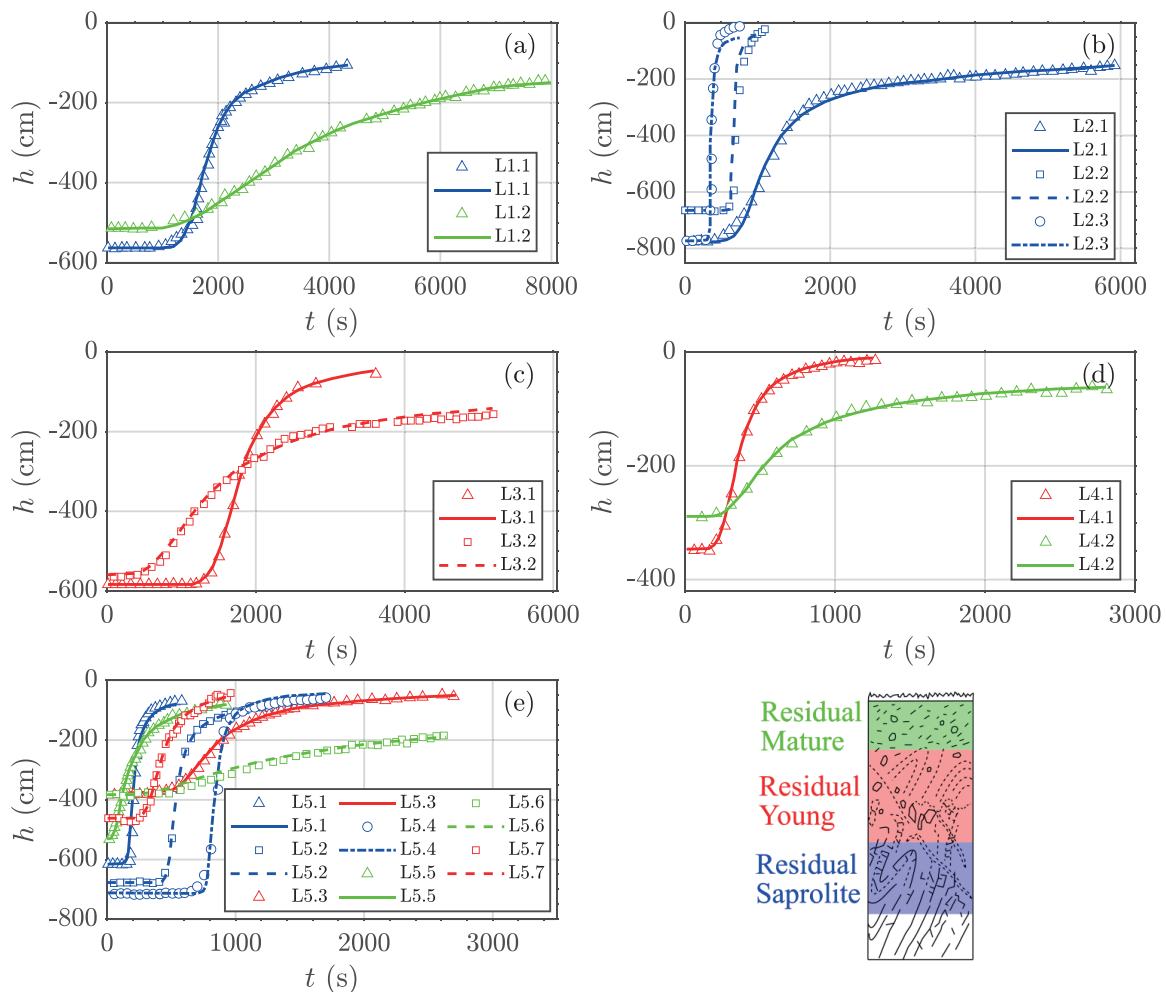 0
-200
-400
-600
0
2000
4000
6000
8000
h (cm)
t (s)
(a)
L1.1
L1.1
L1.2
L1.2
0
-200
-400
-600
-800
0
2000
4000
6000
h (cm)
t (s)
(b)
L2.1
L2.1
L2.2
L2.2
L2.3
L2.3
0
-200
-400
-600
0
2000
4000
6000
h (cm)
t (s)
(c)
L3.1
L3.1
L3.2
L3.2
0
-200
-400
0
1000
2000
3000
h (cm)
t (s)
(d)
L4.1
L4.1
L4.2
L4.2
0
-200
-400
-600
-800
0
1000
2000
3000
h (cm)
t (s)
(e)
L5.1 L5.3 L5.6
L5.1 L5.4 L5.6
L5.2 L5.4 L5.7
L5.2 L5.5 L5.7
L5.3 L5.5
Residual
Mature
Residual
Young
Residual
Saprolite